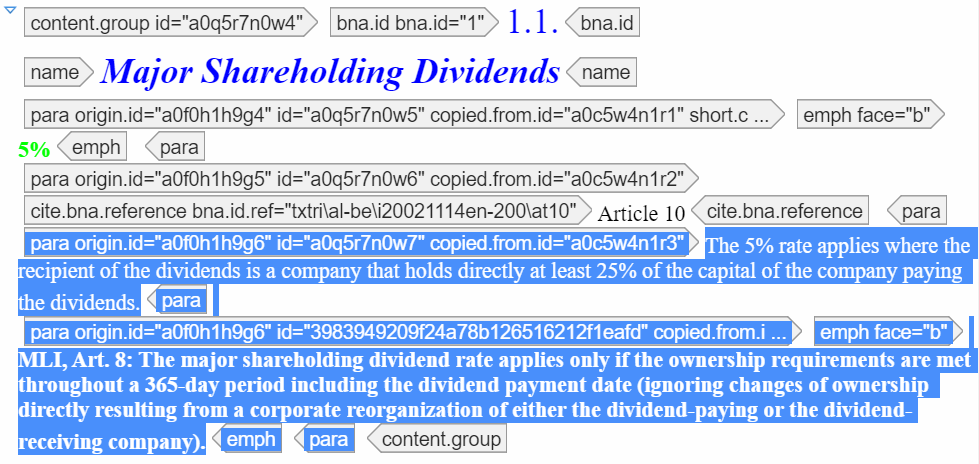 content.group id="a0q5r7n0w4" bna.id bna.id="1" 1.1. bna.id
name Major Shareholding Dividends name
para origin.id="a0f0h1h9g4" id="a0q5r7n0w5" copied.from.id="a0c5w4n1r1" short.c ... emph face="b"
5% emph para
para origin.id="a0f0h1h9g5" id="a0q5r7n0w6" copied.from.id="a0c5w4n1r2"
cite.bna.reference bna.id.ref="txtri\al-be\i20021114en-200\at10" Article 10 cite.bna.reference para
para origin.id="a0f0h1h9g6" id="a0q5r7n0w7" copied.from.id="a0c5w4n1r3" The 5% rate applies where the
recipient of the dividends is a company that holds directly at least 25% of the capital of the company paying
the dividends. para
para origin.id="a0f0h1h9g6" id="3983949209f24a78b126516212f1eafd" copied.from.i ... emph face="b"
MLI, Art. 8: The major shareholding dividend rate applies only if the ownership requirements are met
throughout a 365-day period including the dividend payment date (ignoring changes of ownership
directly resulting from a corporate reorganization of either the dividend-paying or the dividend-
receiving company). emph para content.group